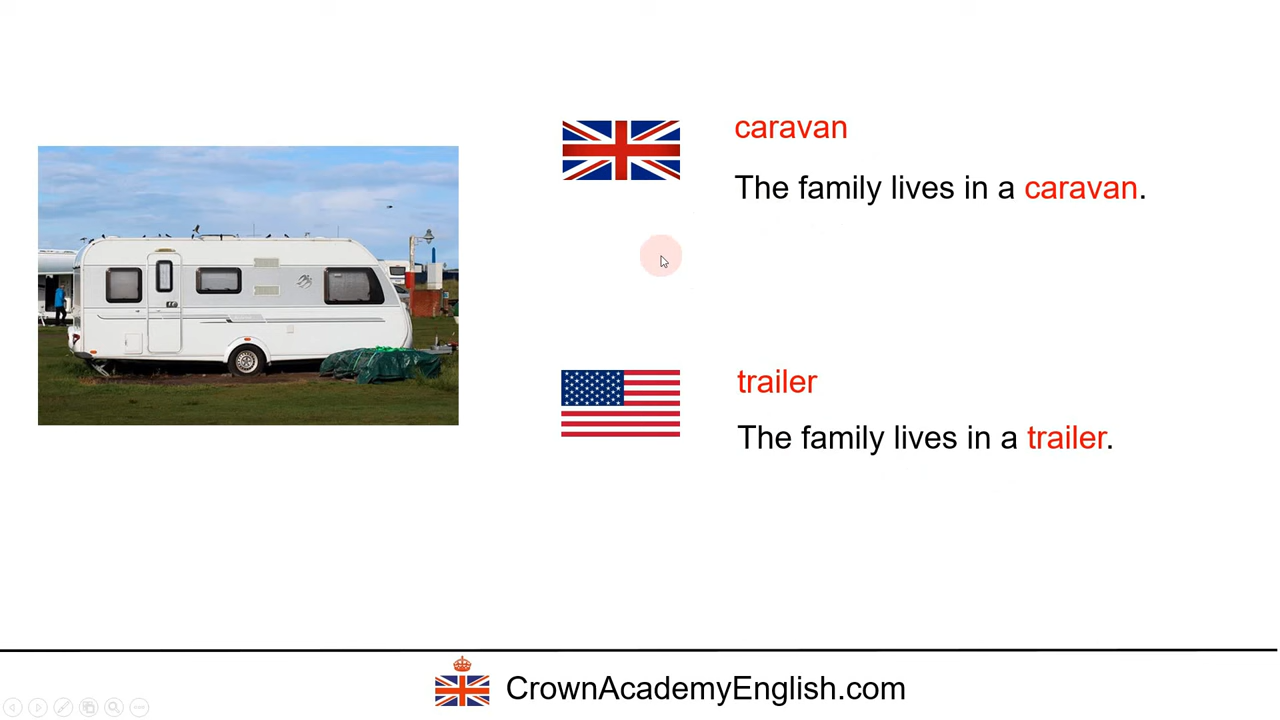 caravan
The family lives in a caravan.
trailer
The family lives in a trailer.
CrownAcademyEnglish.com